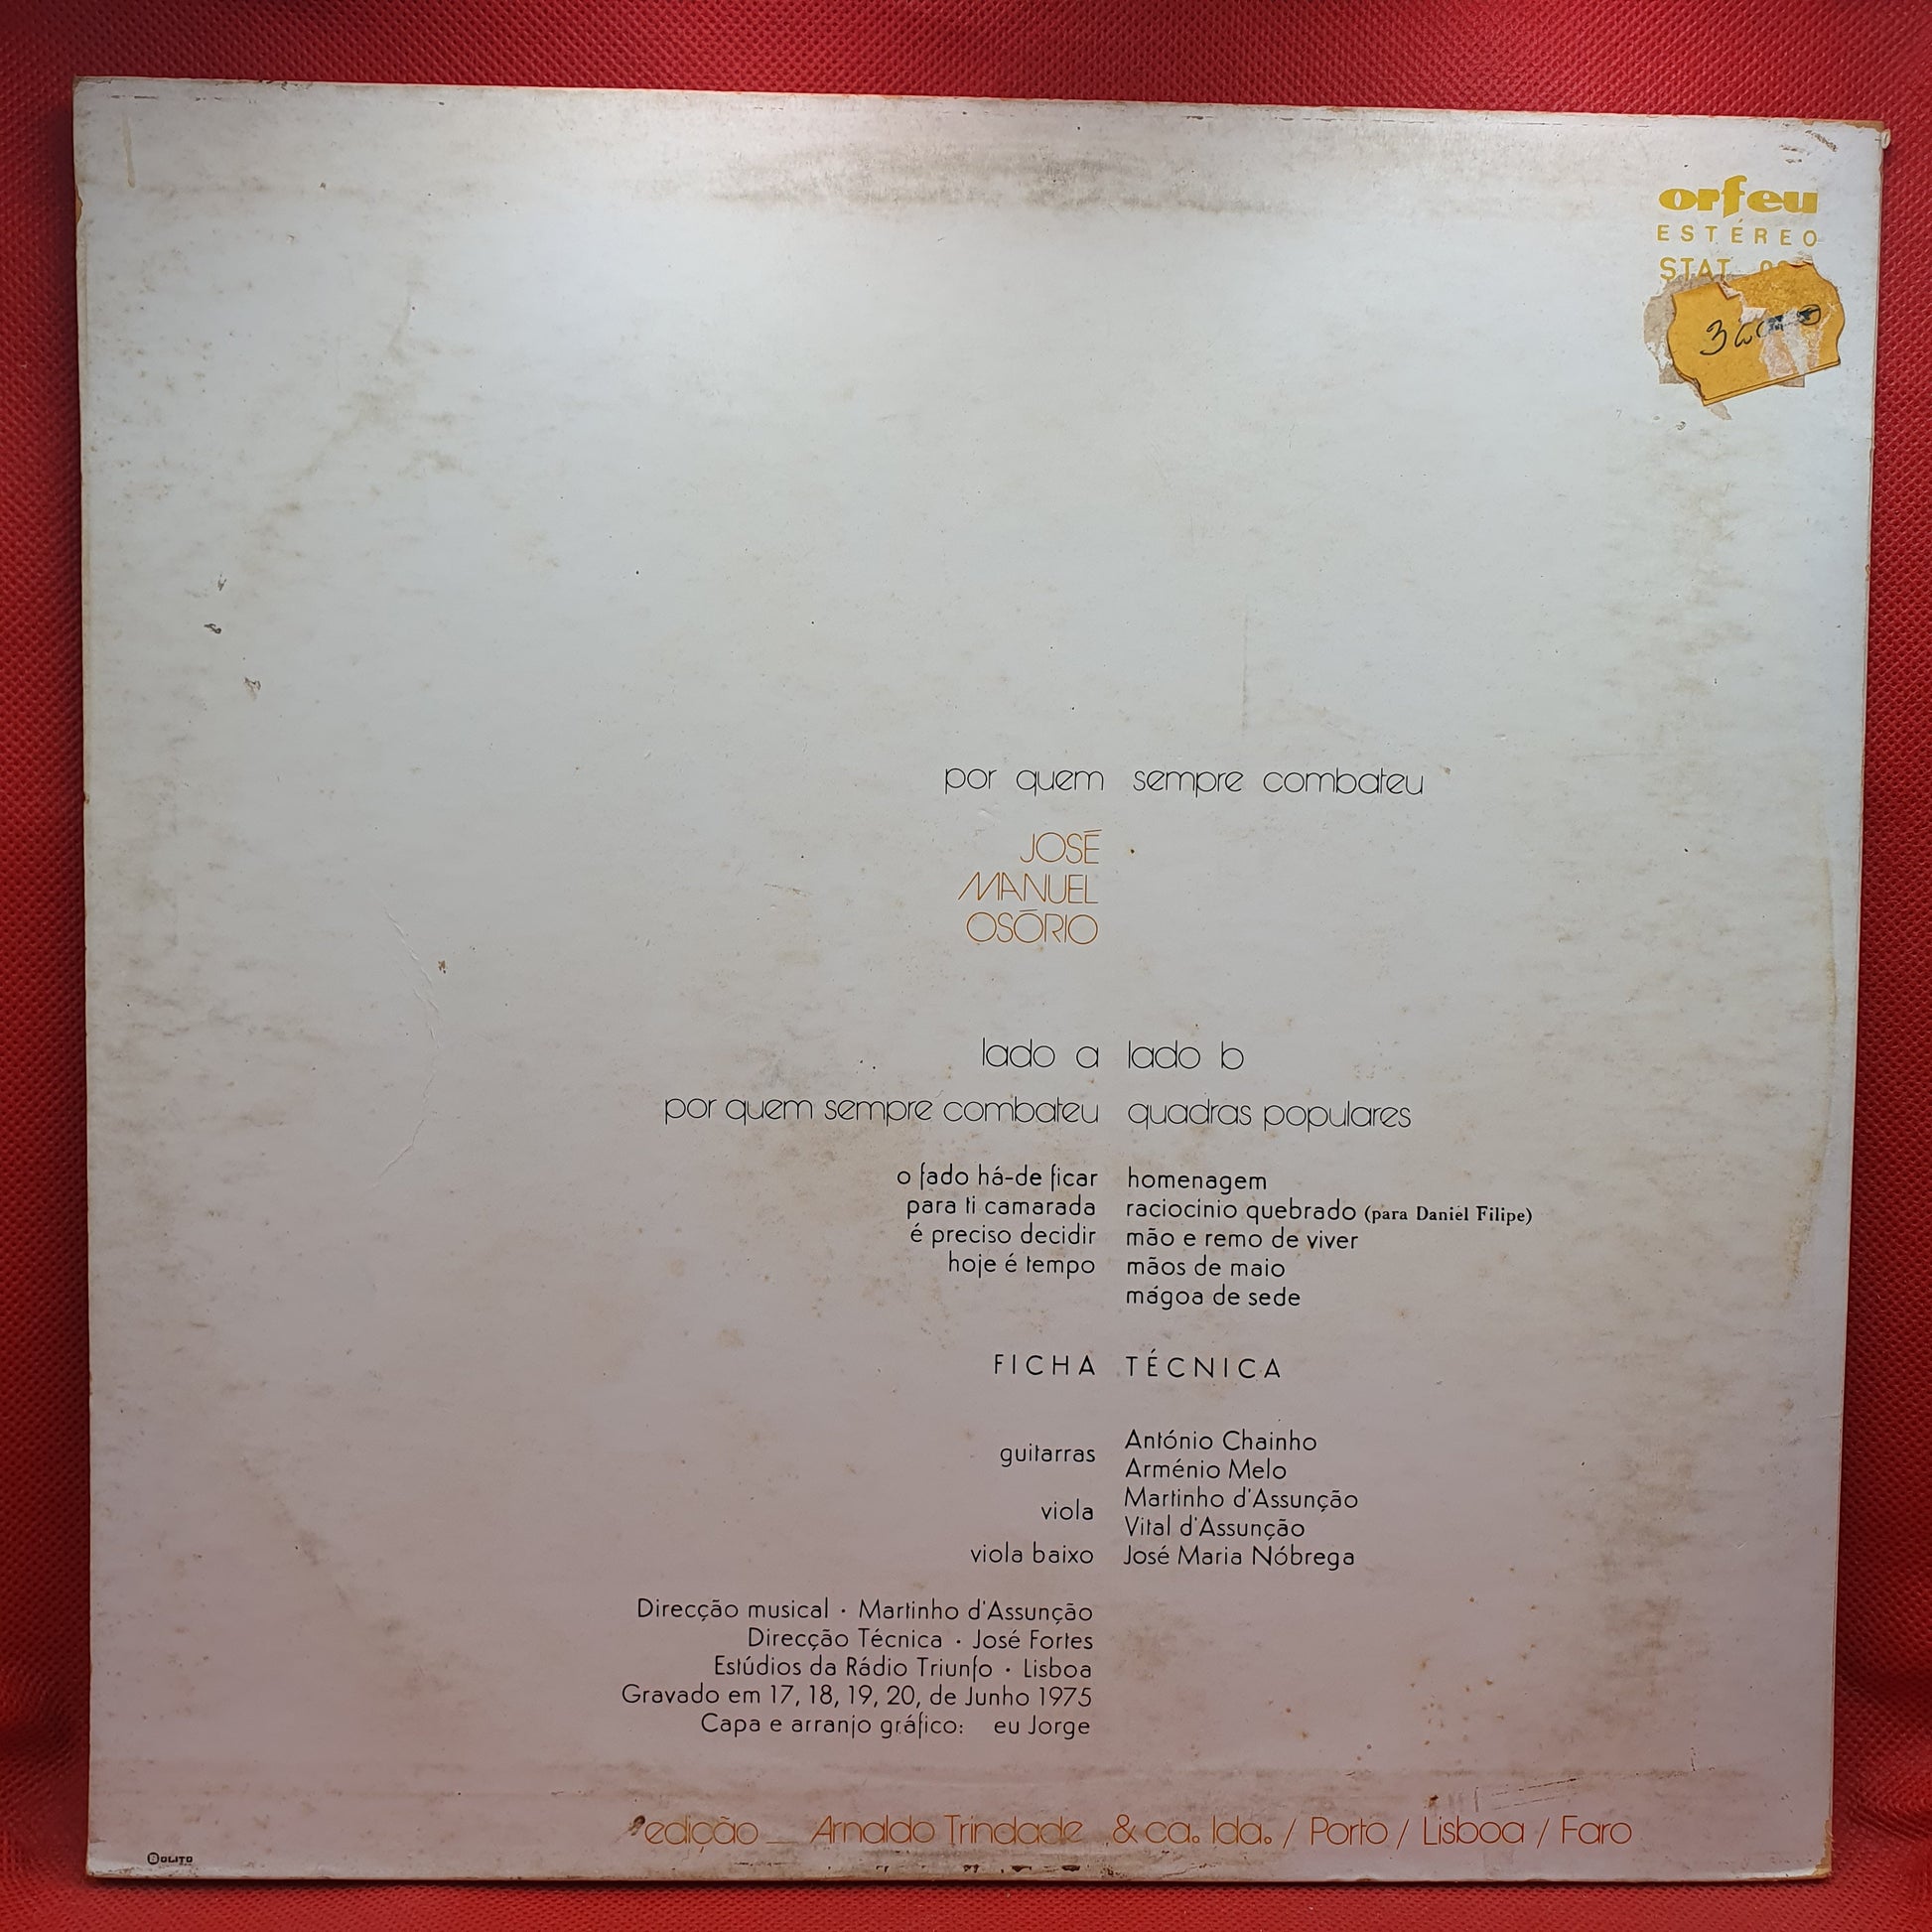 orfeu
ESTÉREO
STAT
por quem sempre combateu
JOSÉ
MANUEL
OSÓRIO
lado a
por quem sempre combateu
o fado há-de ficar
para ti camarada
é preciso decidir
hoje é tempo
lado b
quadras populares
homenagem
raciocinio quebrado (para Daniel Filipe)
mão e remo de viver
mãos de maio
mágoa de sede
FICHA TÉCNICA
guitarras António Chainho
Arménio Melo
viola Martinho d'Assunção
Vital d'Assunção
viola baixo José Maria Nóbrega
Direcção musical · Martinho d'Assunção
Direcção Técnica · José Fortes
Estúdios da Rádio Triunfo · Lisboa
Gravado em 17, 18, 19, 20, de Junho 1975
Capa e arranjo gráfico: eu Jorge
edição _ Arnaldo Trindade & ca. lda. / Porto / Lisboa / Faro